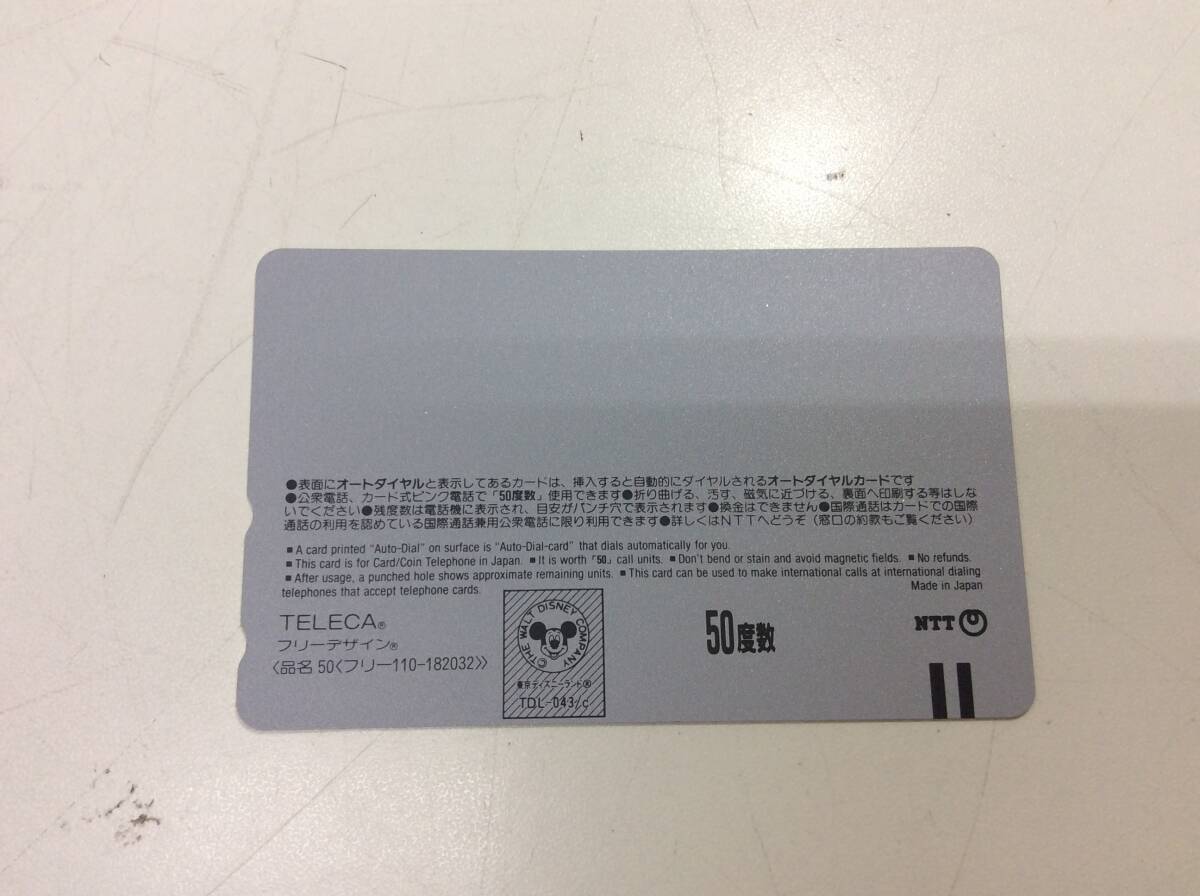 ●表面にオートダイヤルと表示してあるカードは、挿入すると自動的にダイヤルされるオートダイヤルカードです
●公衆電話、カード式ピンク電話で「50度数」使用できます●折り曲げる、汚す、磁気に近づける、裏面へ印刷する等はしな
いでください●残度数は電話機に表示され、目安がパンチ穴で表示されます●換金はできません●国際通話はカードでの国際
通話の利用を認めている国際通話兼用公衆電話に限り利用できます●詳しくはNTTへどうぞ(窓口の約款もご覧ください)
■ A card printed “Auto-Dial” on surface is “Auto-Dial-card” that dials automatically for you.
■ This card is for Card/Coin Telephone in Japan. ■ It is worth「50」call units. ■ Don't bend or stain and avoid magnetic fields. ■ No refunds.
■ After usage, a punched hole shows approximate remaining units. ■ This card can be used to make international calls at international dialing
telephones that accept telephone cards.
Made in Japan
TELECA®
フリーデザイン®
〈品名 50〈フリー110-182032〉〉
©THE WALT DISNEY COMPANY
東京ディズニーランド®
TDL-043/c
50度数
NTT